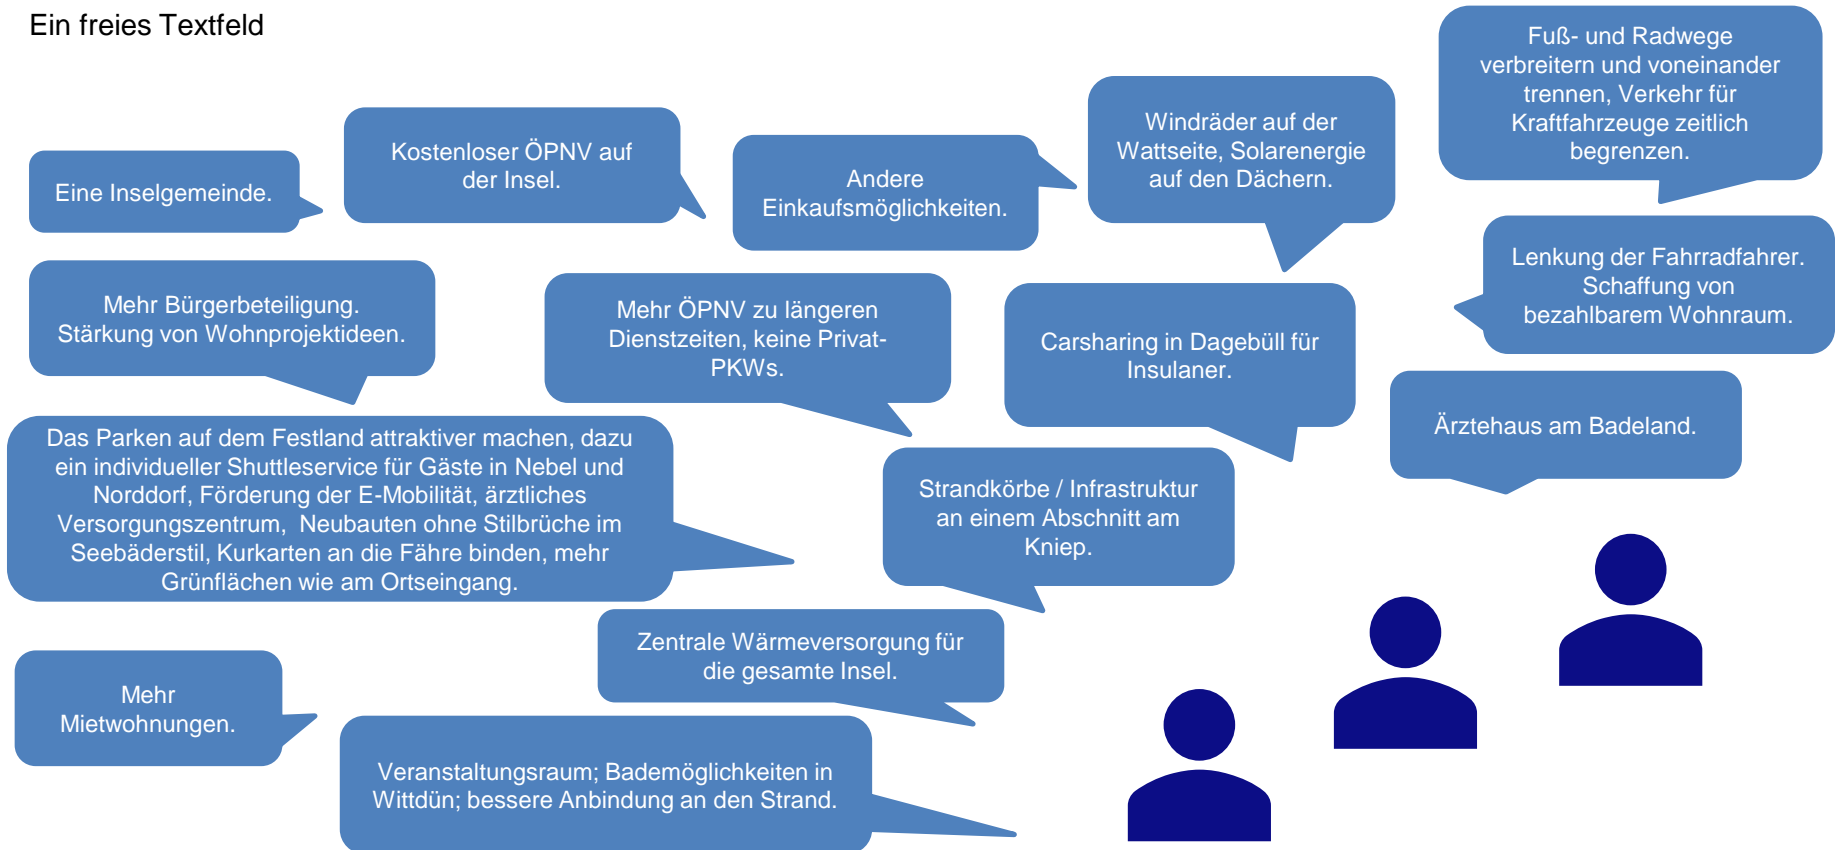 Ein freies Textfeld
Eine Inselgemeinde.
Kostenloser ÖPNV auf
der Insel.
Andere
Einkaufsmöglichkeiten.
Windräder auf der
Wattseite, Solarenergie
auf den Dächern.
Fuß- und Radwege
verbreitern und voneinander
trennen, Verkehr für
Kraftfahrzeuge zeitlich
begrenzen.
Mehr Bürgerbeteiligung.
Stärkung von Wohnprojektideen.
Mehr ÖPNV zu längeren
Dienstzeiten, keine Privat-
PKWs.
Carsharing in Dagebüll für
Insulaner.
Lenkung der Fahrradfahrer.
Schaffung von
bezahlbarem Wohnraum.
Das Parken auf dem Festland attraktiver machen, dazu
ein individueller Shuttleservice für Gäste in Nebel und
Norddorf, Förderung der E-Mobilität, ärztliches
Versorgungszentrum,  Neubauten ohne Stilbrüche im
Seebäderstil, Kurkarten an die Fähre binden, mehr
Grünflächen wie am Ortseingang.
Strandkörbe / Infrastruktur
an einem Abschnitt am
Kniep.
Ärztehaus am Badeland.
Zentrale Wärmeversorgung für
die gesamte Insel.
Mehr
Mietwohnungen.
Veranstaltungsraum; Bademöglichkeiten in
Wittdün; bessere Anbindung an den Strand.